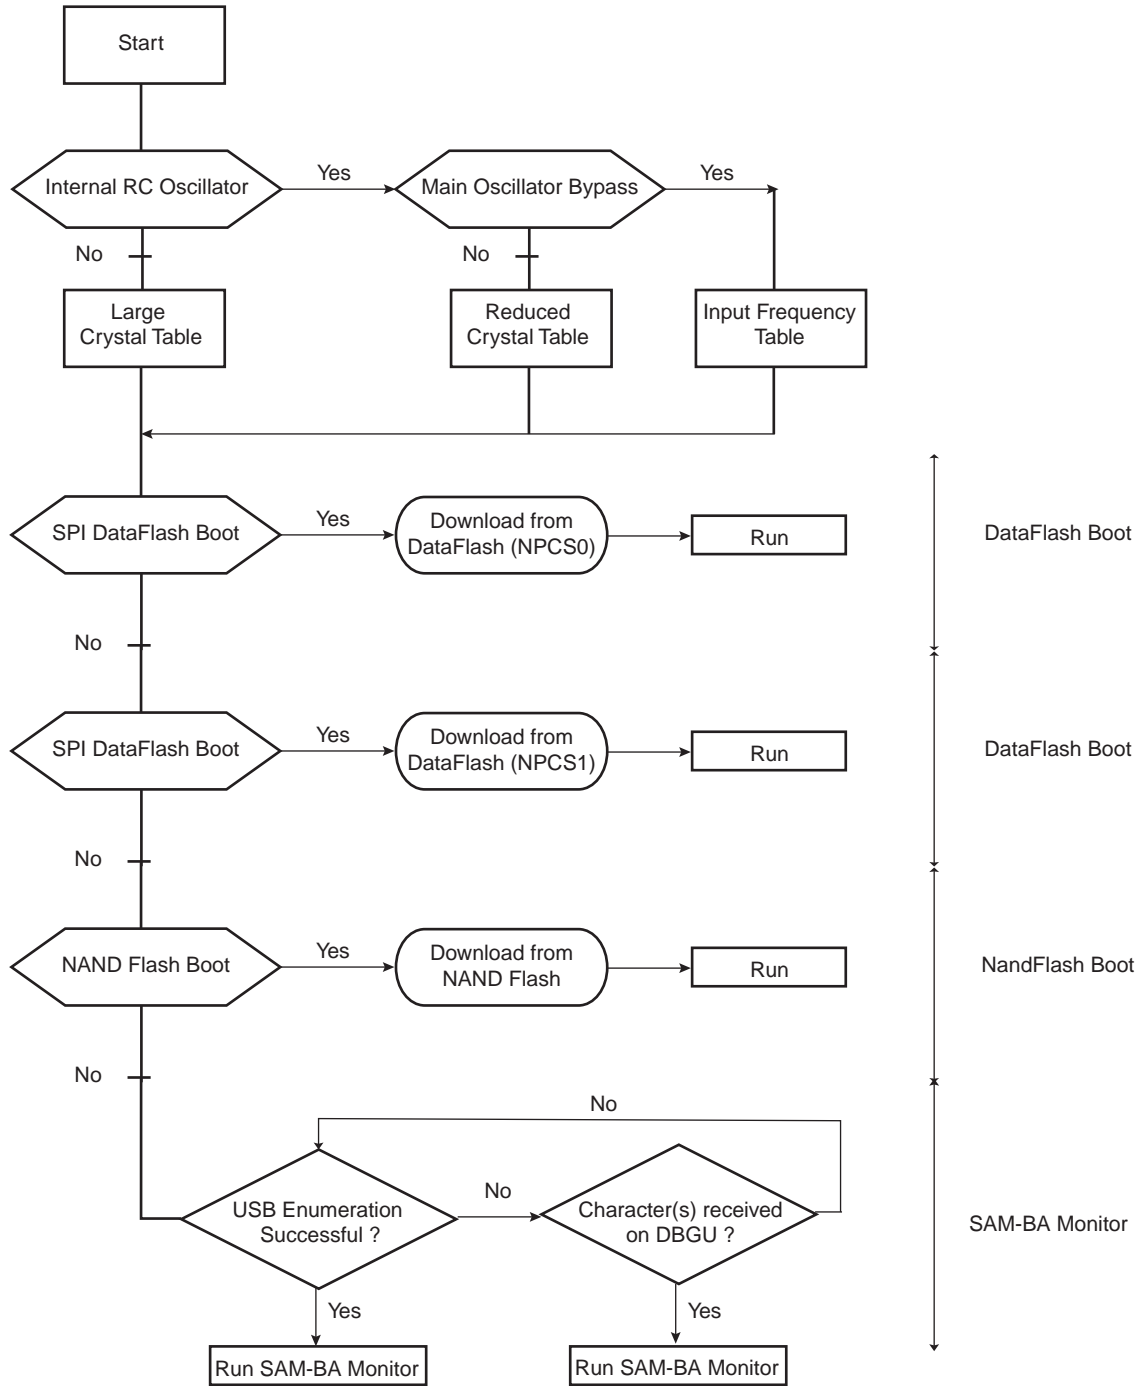 Start
Internal RC Oscillator
Yes
Main Oscillator Bypass
Yes
No
No
Large
Crystal Table
Reduced
Crystal Table
Input Frequency
Table
SPI DataFlash Boot
Yes
Download from
DataFlash (NPCS0)
Run
DataFlash Boot
No
SPI DataFlash Boot
Yes
Download from
DataFlash (NPCS1)
Run
DataFlash Boot
No
NAND Flash Boot
Yes
Download from
NAND Flash
Run
NandFlash Boot
No
No
USB Enumeration
Successful ?
No
Character(s) received
on DBGU ?
SAM-BA Monitor
Yes
Yes
Run SAM-BA Monitor
Run SAM-BA Monitor